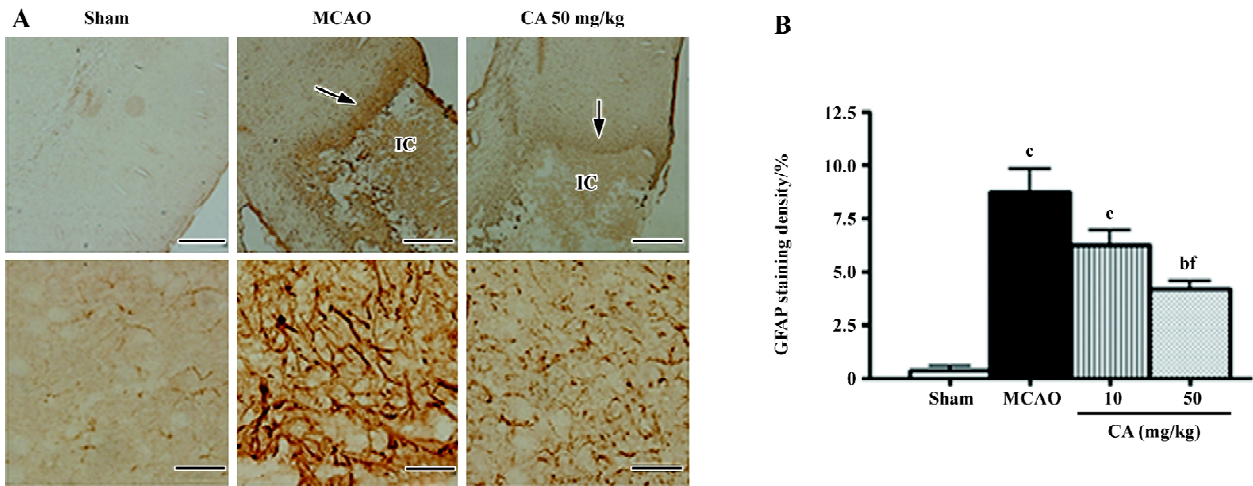 A
Sham
MCAO
CA 50 mg/kg
IC
IC
B
GFAP staining density/%
12.5
10.0
7.5
5.0
2.5
0
c
c
bf
Sham
MCAO
10
50
CA (mg/kg)